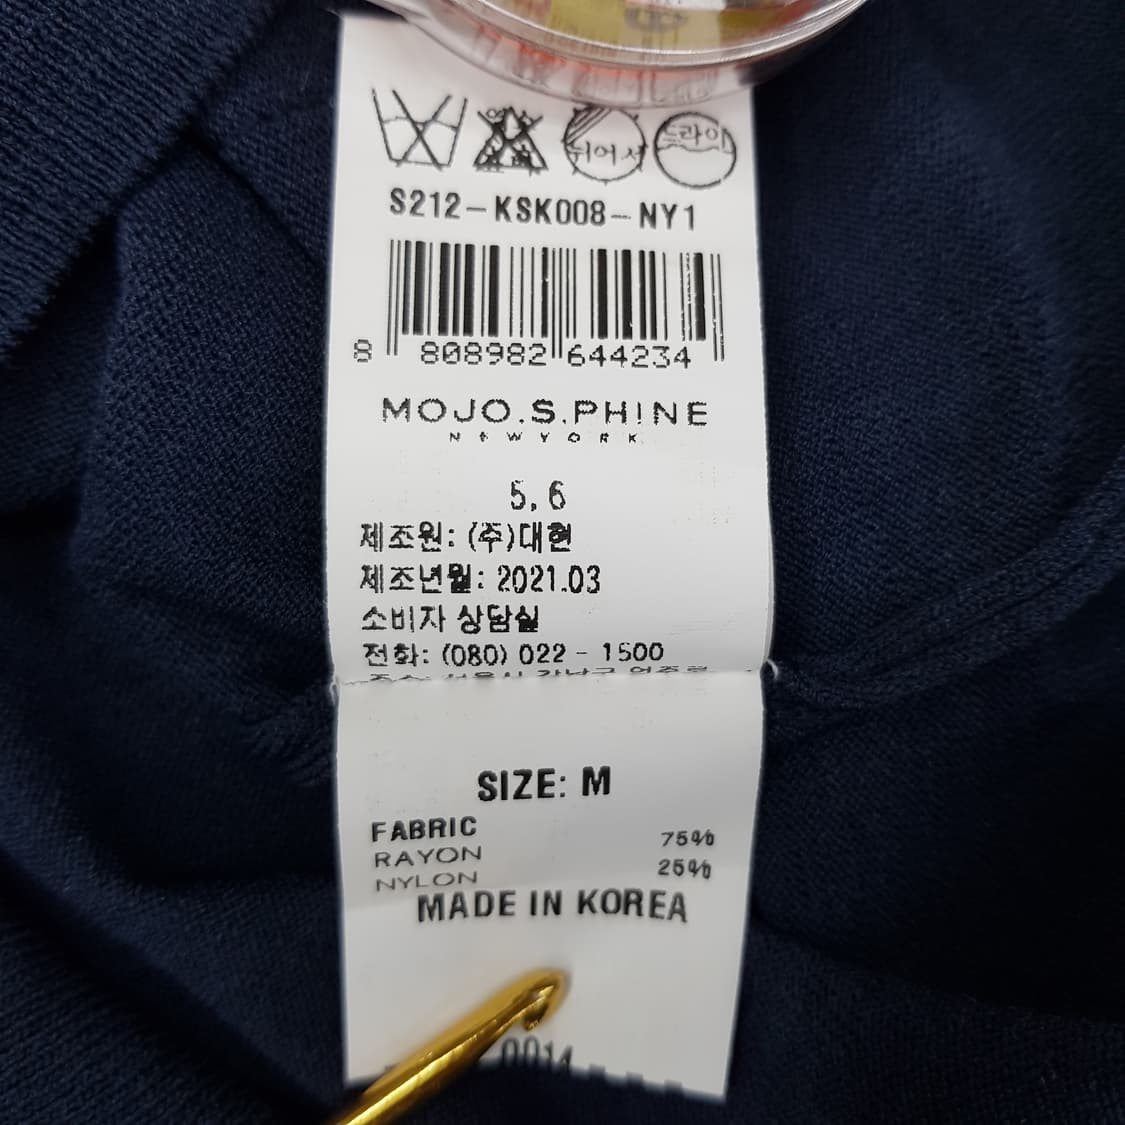 뉘어서 드라이
S212-KSK008-NY1
8 808982 644234
MOJO.S.PHINE
NEWYORK
5,6
제조원: (주)대현
제조년월: 2021.03
소비자 상담실
전화: (080) 022 - 1500
SIZE: M
FABRIC
RAYON 75%
NYLON 25%
MADE IN KOREA
0014